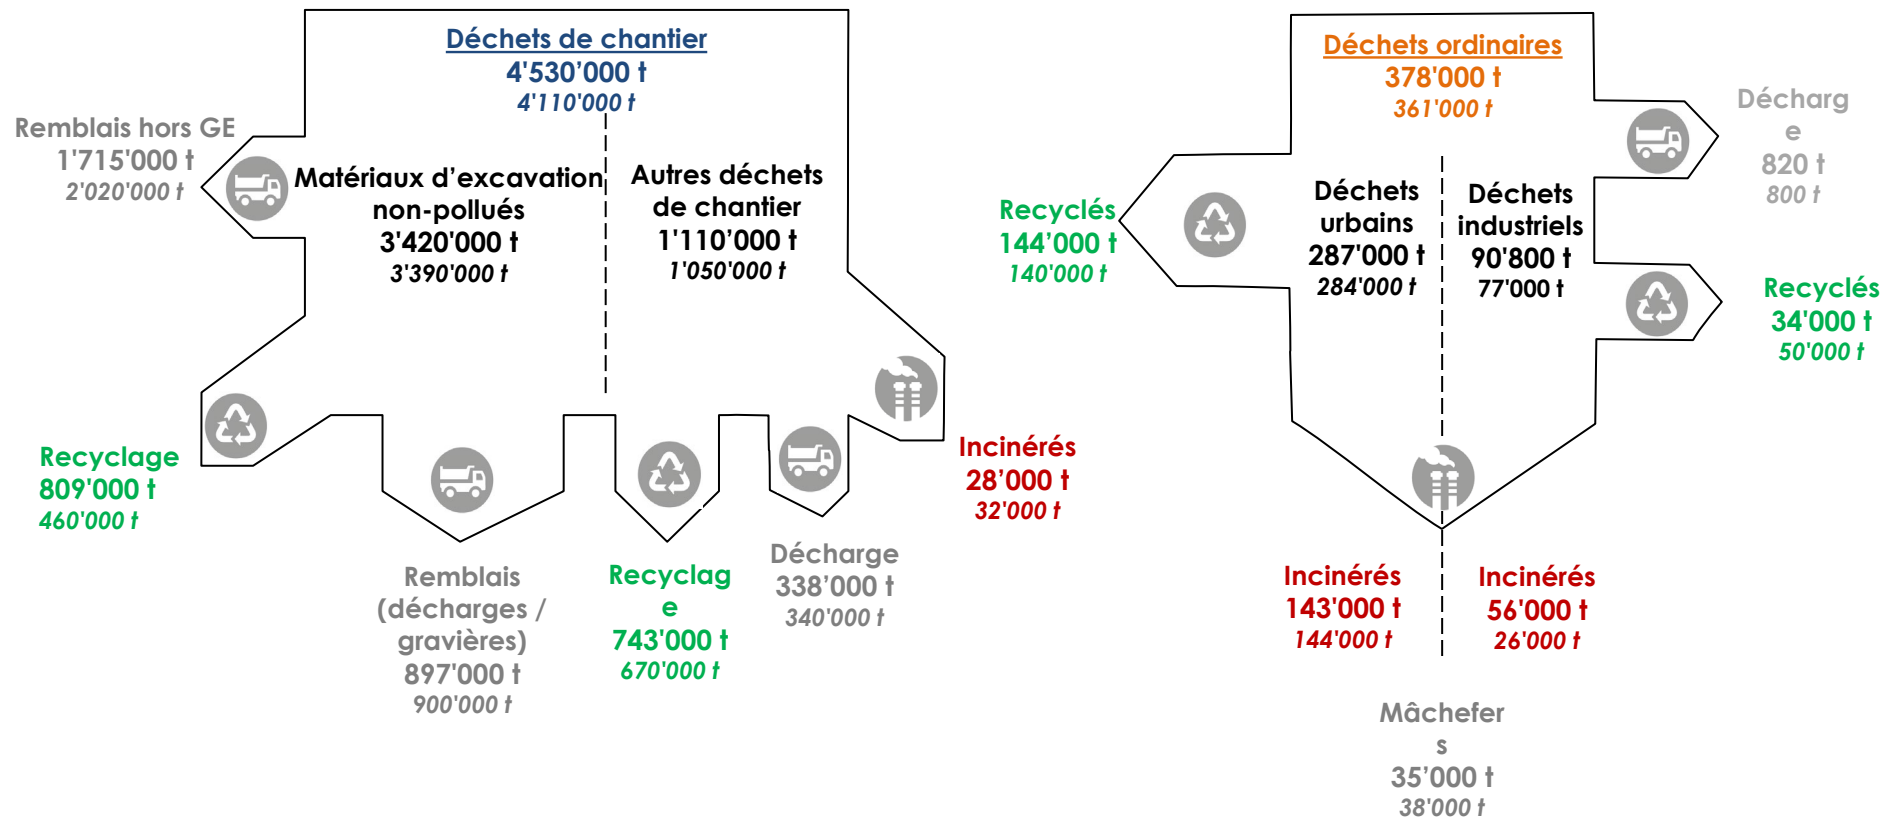 Déchets de chantier
4'530’000 t
4'110'000 t
Remblais hors GE
1'715'000 t
2'020'000 t
Matériaux d’excavation
non-pollués
3'420'000 t
3'390'000 t
Autres déchets
de chantier
1'110’000 t
1'050'000 t
Recyclage
809'000 t
460'000 t
Remblais
(décharges /
gravières)
897'000 t
900'000 t
Recyclag
e
743'000 t
670'000 t
Décharge
338’000 t
340'000 t
Incinérés
28’000 t
32'000 t
Déchets ordinaires
378'000 t
361'000 t
Décharg
e
820 t
800 t
Recyclés
144’000 t
140'000 t
Déchets
urbains
287'000 t
284'000 t
Déchets
industriels
90'800 t
77'000 t
Recyclés
34'000 t
50'000 t
Incinérés
143'000 t
144'000 t
Incinérés
56'000 t
26'000 t
Mâchefer
s
35’000 t
38'000 t